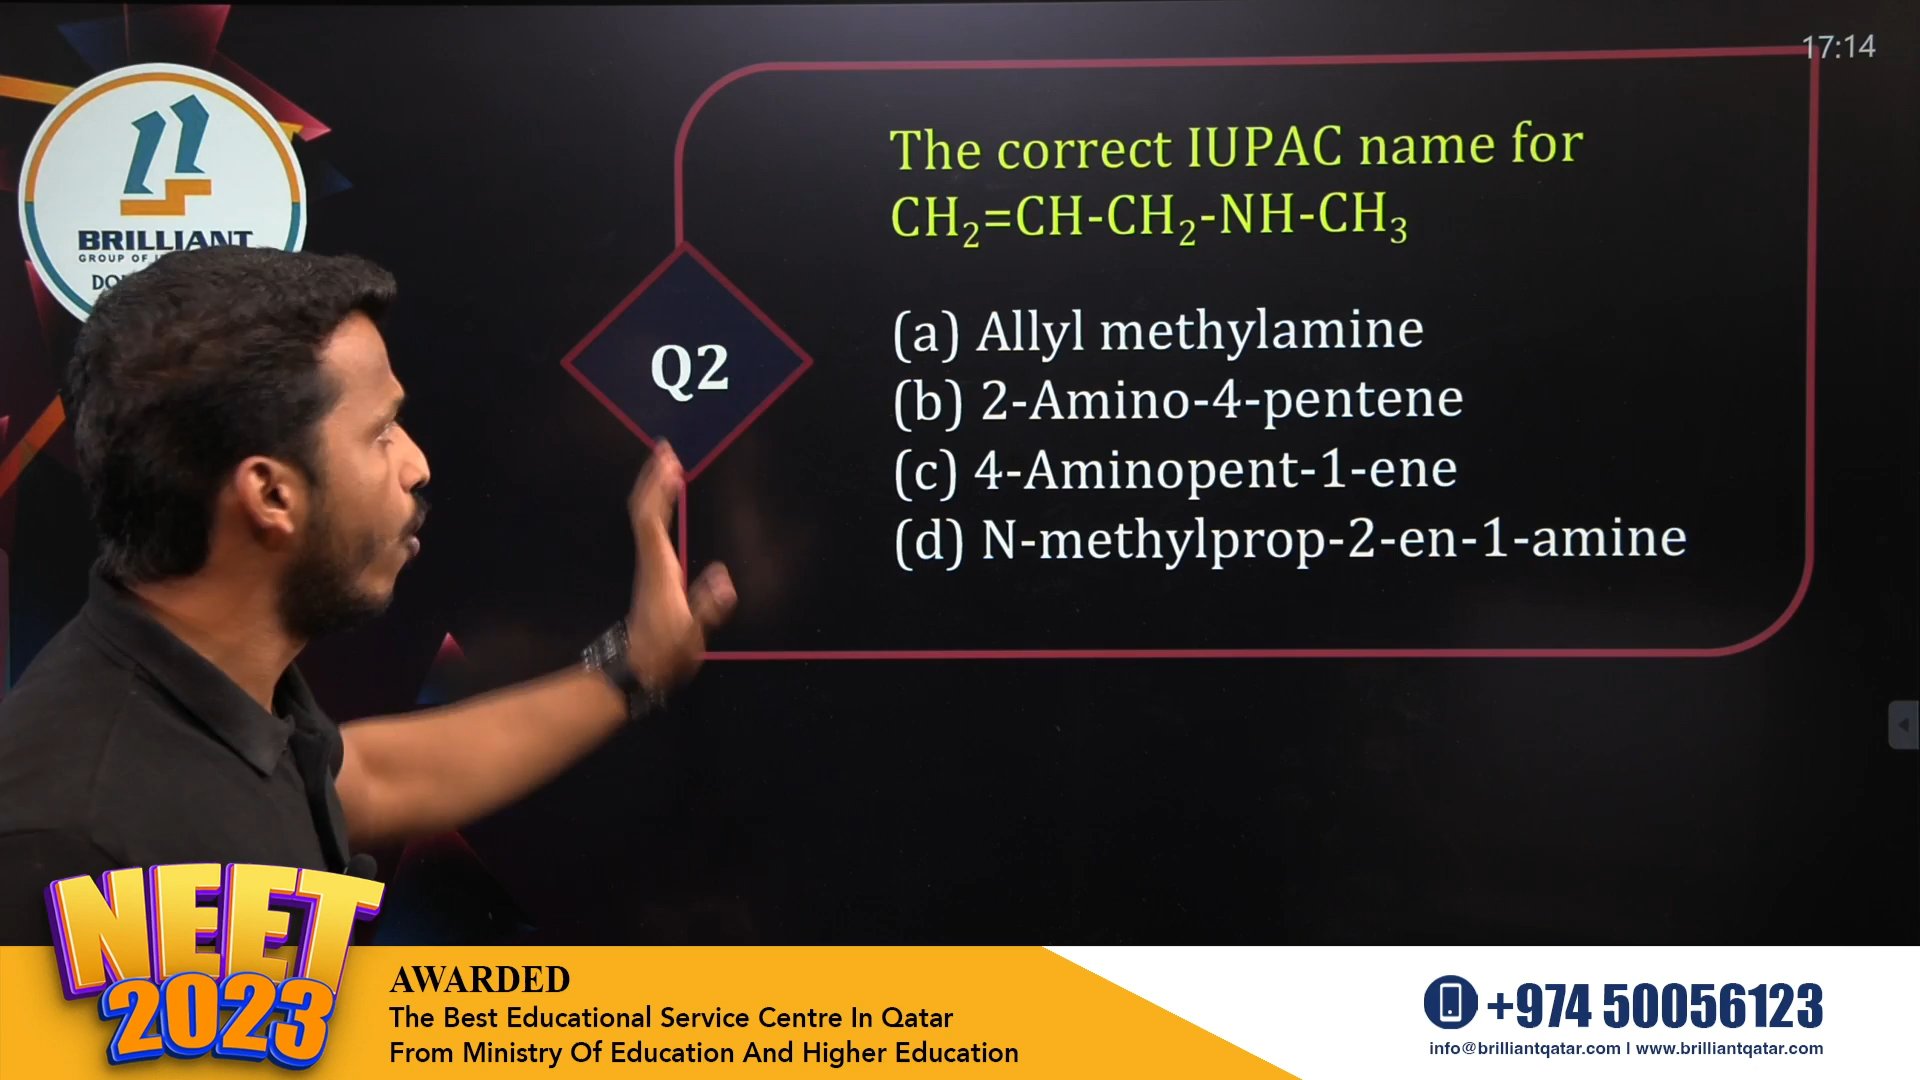 17:14
BRILLIANT
GROUP OF
The correct IUPAC name for
CH₂=CH-CH₂-NH-CH₃
Q2
(a) Allyl methylamine
(b) 2-Amino-4-pentene
(c) 4-Aminopent-1-ene
(d) N-methylprop-2-en-1-amine
NEET
2023
AWARDED
The Best Educational Service Centre In Qatar
From Ministry Of Education And Higher Education
+974 50056123
info@brilliantqatar.com | www.brilliantqatar.com